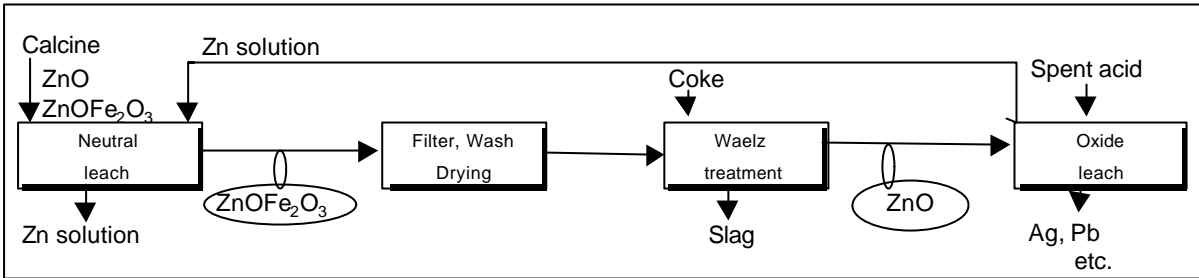 Calcine
ZnO
ZnOFe₂O₃
Zn solution
Neutral
leach
Zn solution
ZnOFe₂O₃
Filter, Wash
Drying
Coke
Waelz
treatment
Slag
ZnO
Spent acid
Oxide
leach
Ag, Pb
etc.